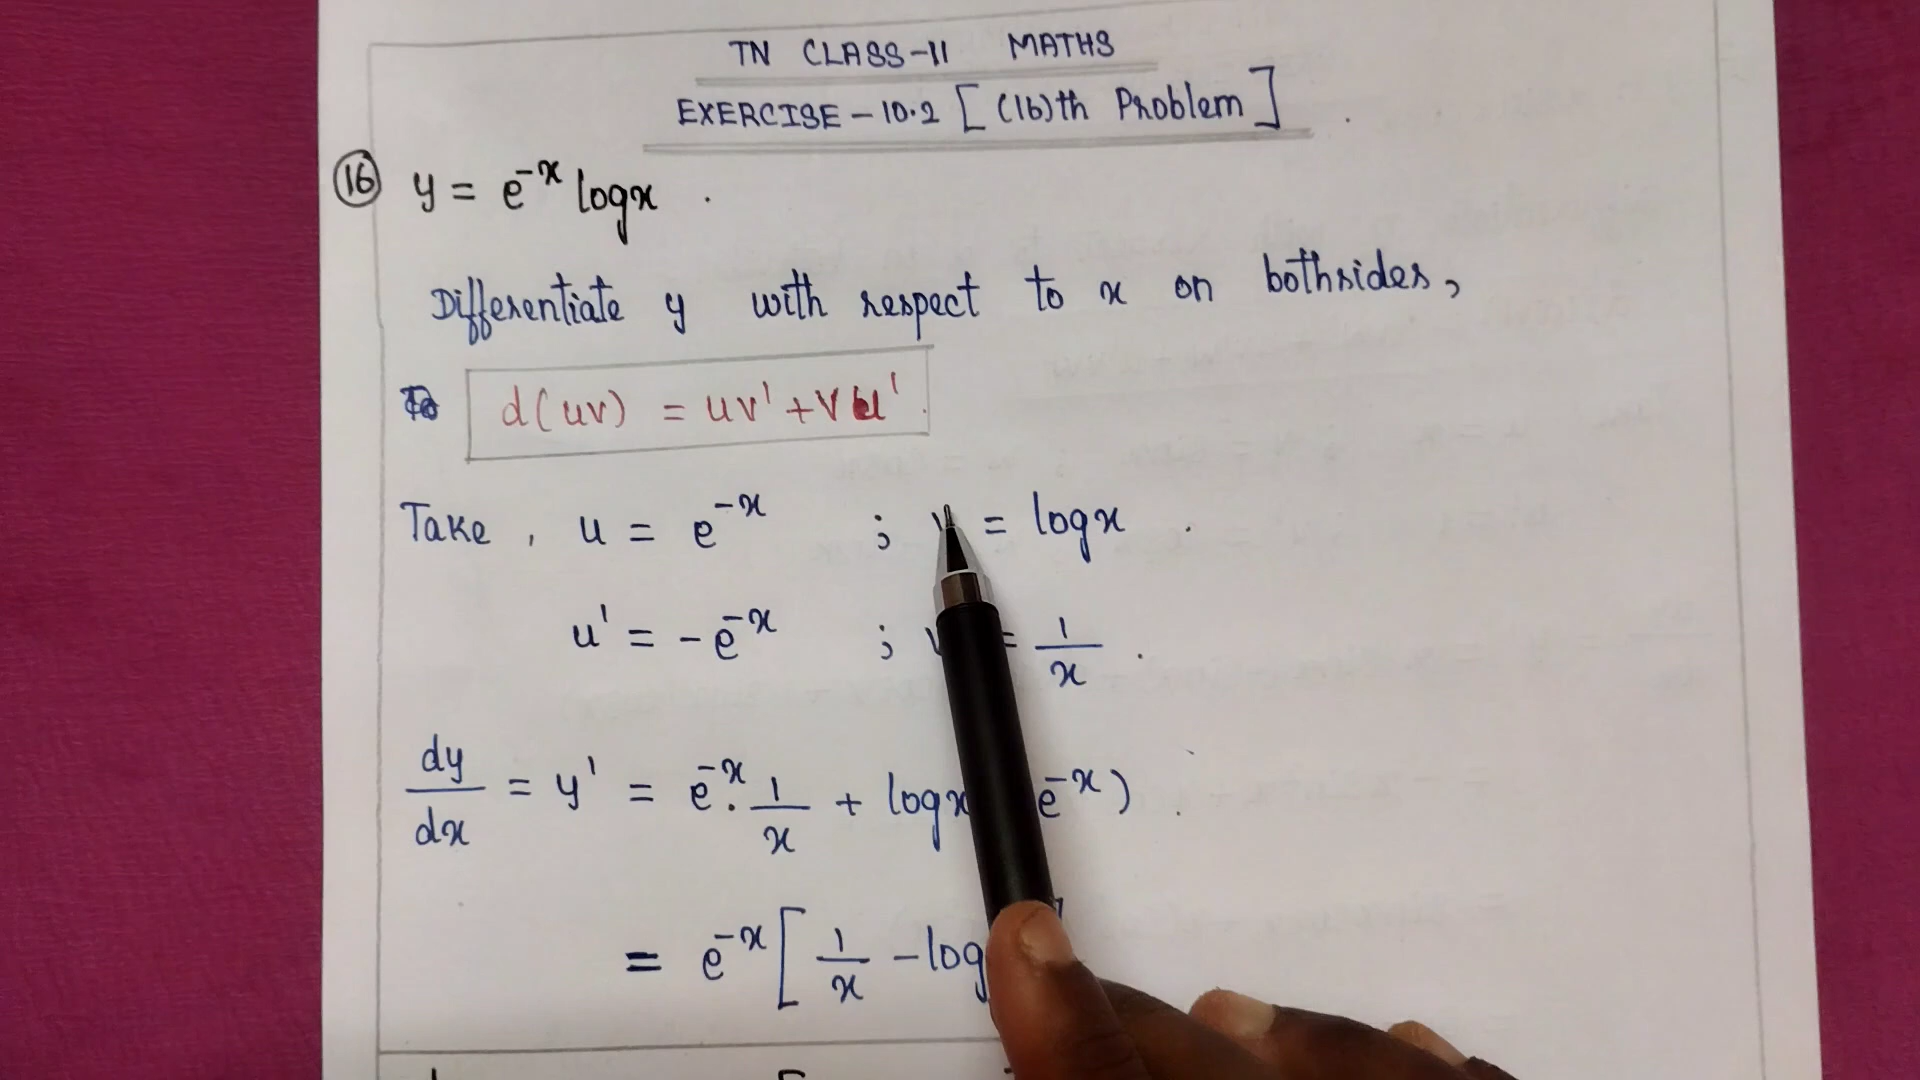 TN CLASS-11 MATHS
EXERCISE-10.2 [(16)th Problem]
(16) y = e^-x logx .
Differentiate y with respect to x on bothsides,
d(uv) = uv' + vu' .
Take , u = e^-x ; v = logx .
u' = -e^-x ; = 1/x .
dy/dx = y' = e^-x . 1/x + logx e^-x) .
= e^-x [ 1/x - log